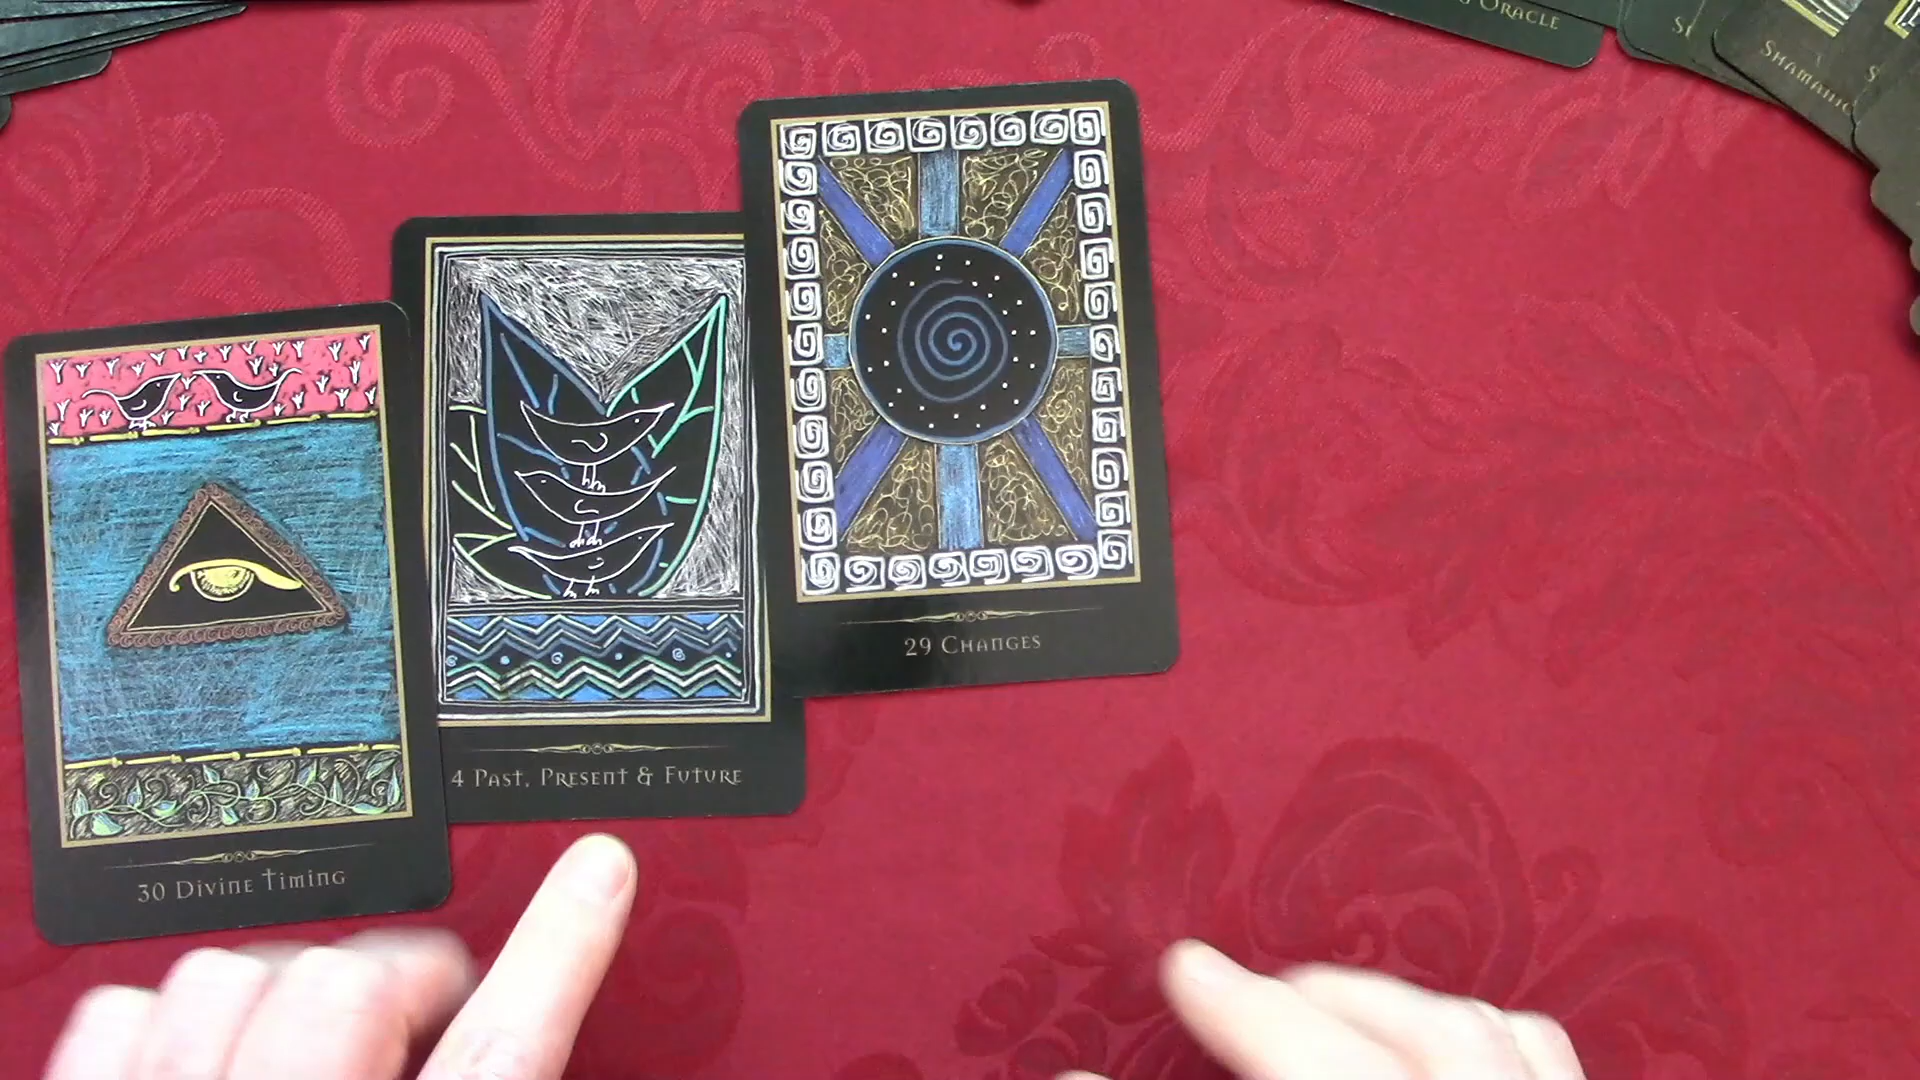 Oracle
Shamanic
29 Changes
4 Past, Present & Future
30 Divine Timing